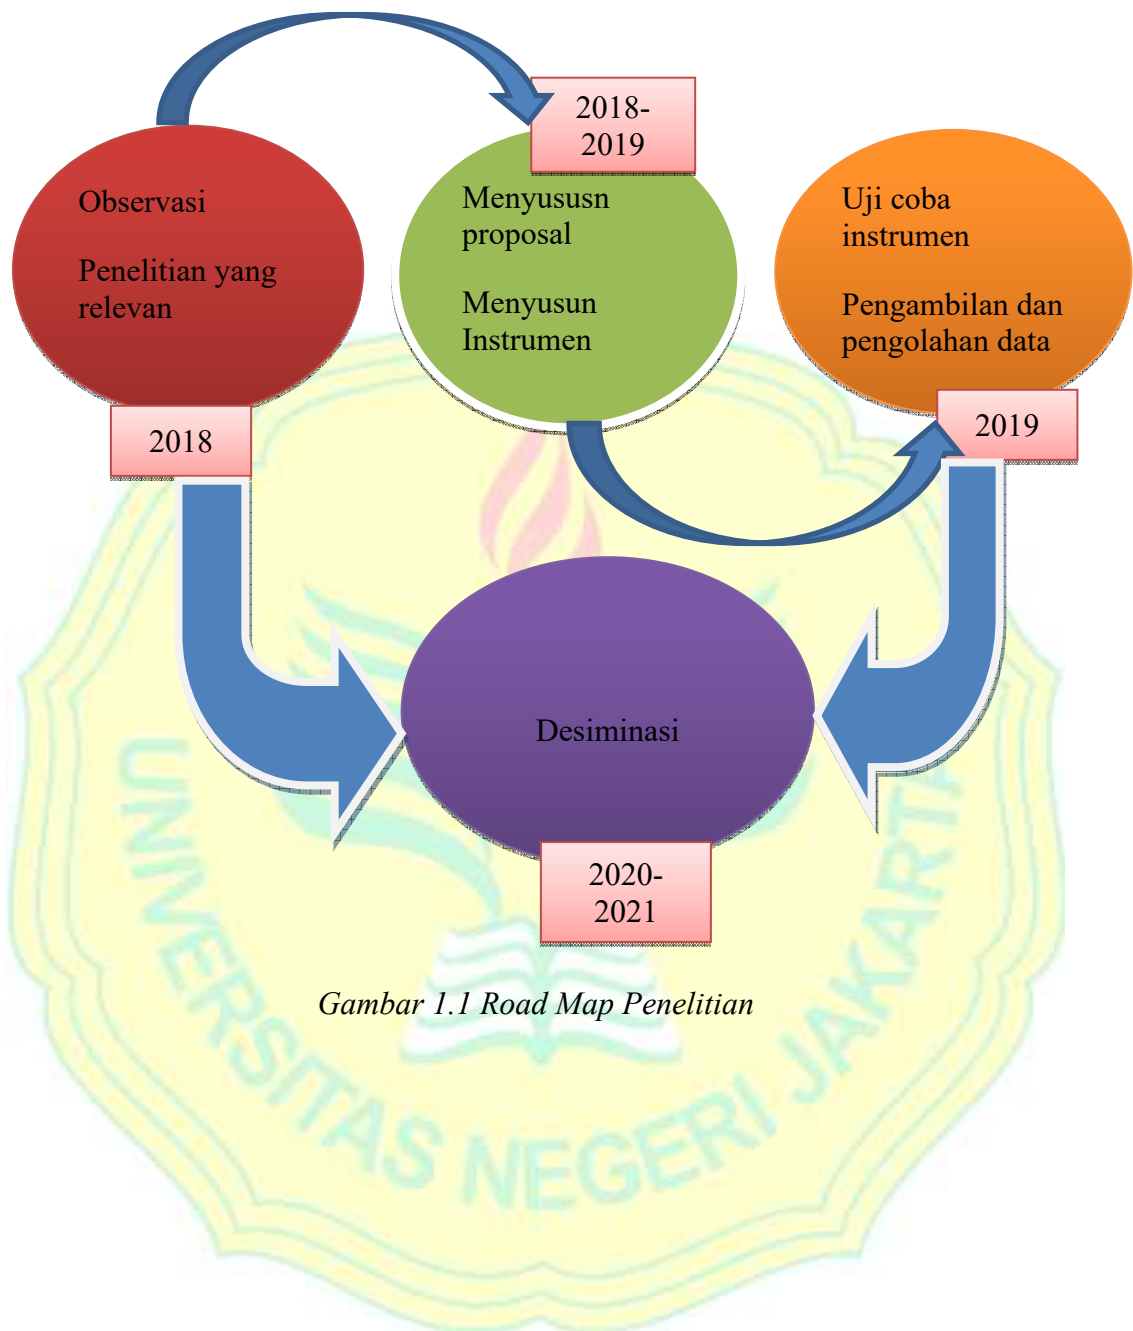 2018-
2019
Observasi
Penelitian yang
relevan
2018
Menyususn
proposal
Menyusun
Instrumen
Uji coba
instrumen
Pengambilan dan
pengolahan data
2019
Desiminasi
2020-
2021
Gambar 1.1 Road Map Penelitian
UNIVERSITAS NEGERI JAKARTA